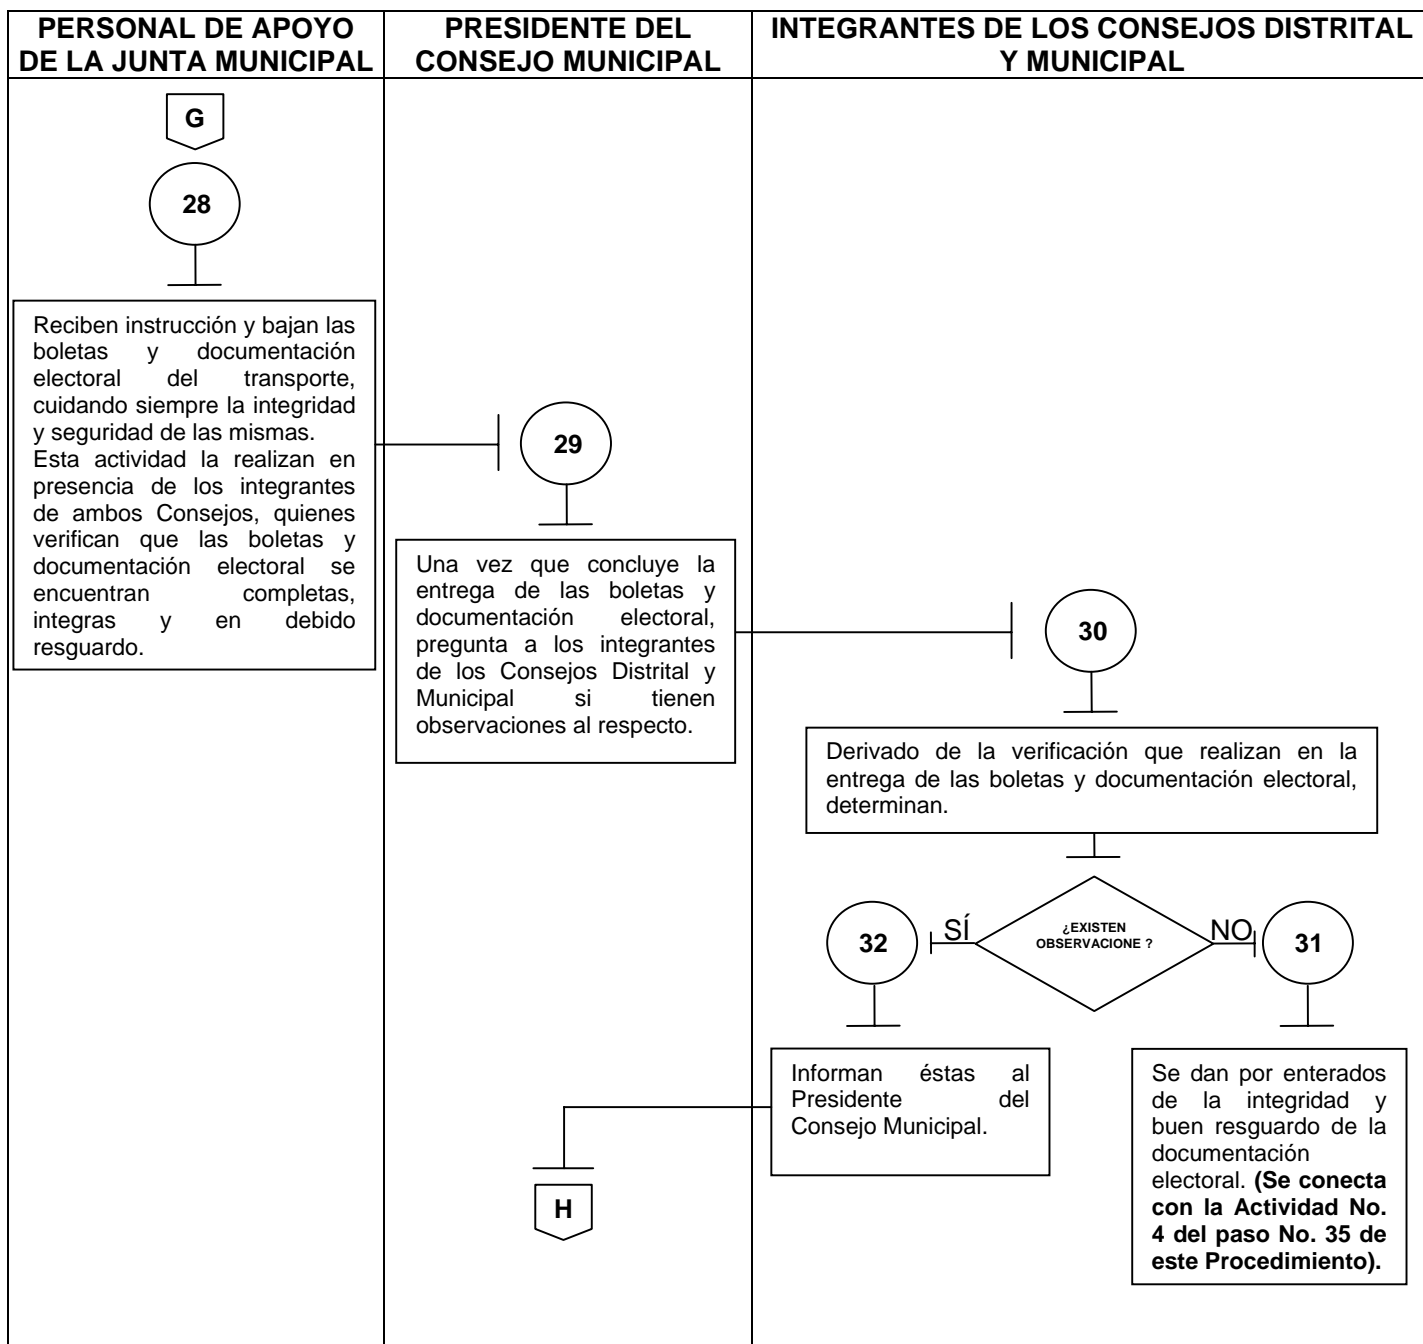 PERSONAL DE APOYO
DE LA JUNTA MUNICIPAL
PRESIDENTE DEL
CONSEJO MUNICIPAL
INTEGRANTES DE LOS CONSEJOS DISTRITAL
Y MUNICIPAL
G
28
Reciben instrucción y bajan las
boletas y documentación
electoral del transporte,
cuidando siempre la integridad
y seguridad de las mismas.
Esta actividad la realizan en
presencia de los integrantes
de ambos Consejos, quienes
verifican que las boletas y
documentación electoral se
encuentran completas,
integras y en debido
resguardo.
29
Una vez que concluye la
entrega de las boletas y
documentación electoral,
pregunta a los integrantes
de los Consejos Distrital y
Municipal si tienen
observaciones al respecto.
30
Derivado de la verificación que realizan en la
entrega de las boletas y documentación electoral,
determinan.
¿EXISTEN
OBSERVACIONE ?
SÍ
NO
32
31
Informan éstas al
Presidente del
Consejo Municipal.
H
Se dan por enterados
de la integridad y
buen resguardo de la
documentación
electoral. (Se conecta
con la Actividad No.
4 del paso No. 35 de
este Procedimiento).